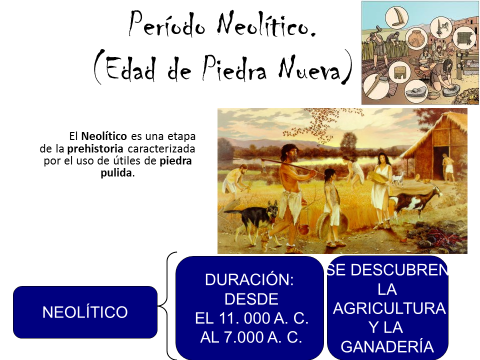 Período Neolítico.
(Edad de Piedra Nueva)
El Neolítico es una etapa
de la prehistoria caracterizada
por el uso de útiles de piedra
pulida.
NEOLÍTICO
DURACIÓN:
DESDE
EL 11. 000 A. C.
AL 7.000 A. C.
SE DESCUBREN
LA
AGRICULTURA
Y LA
GANADERÍA